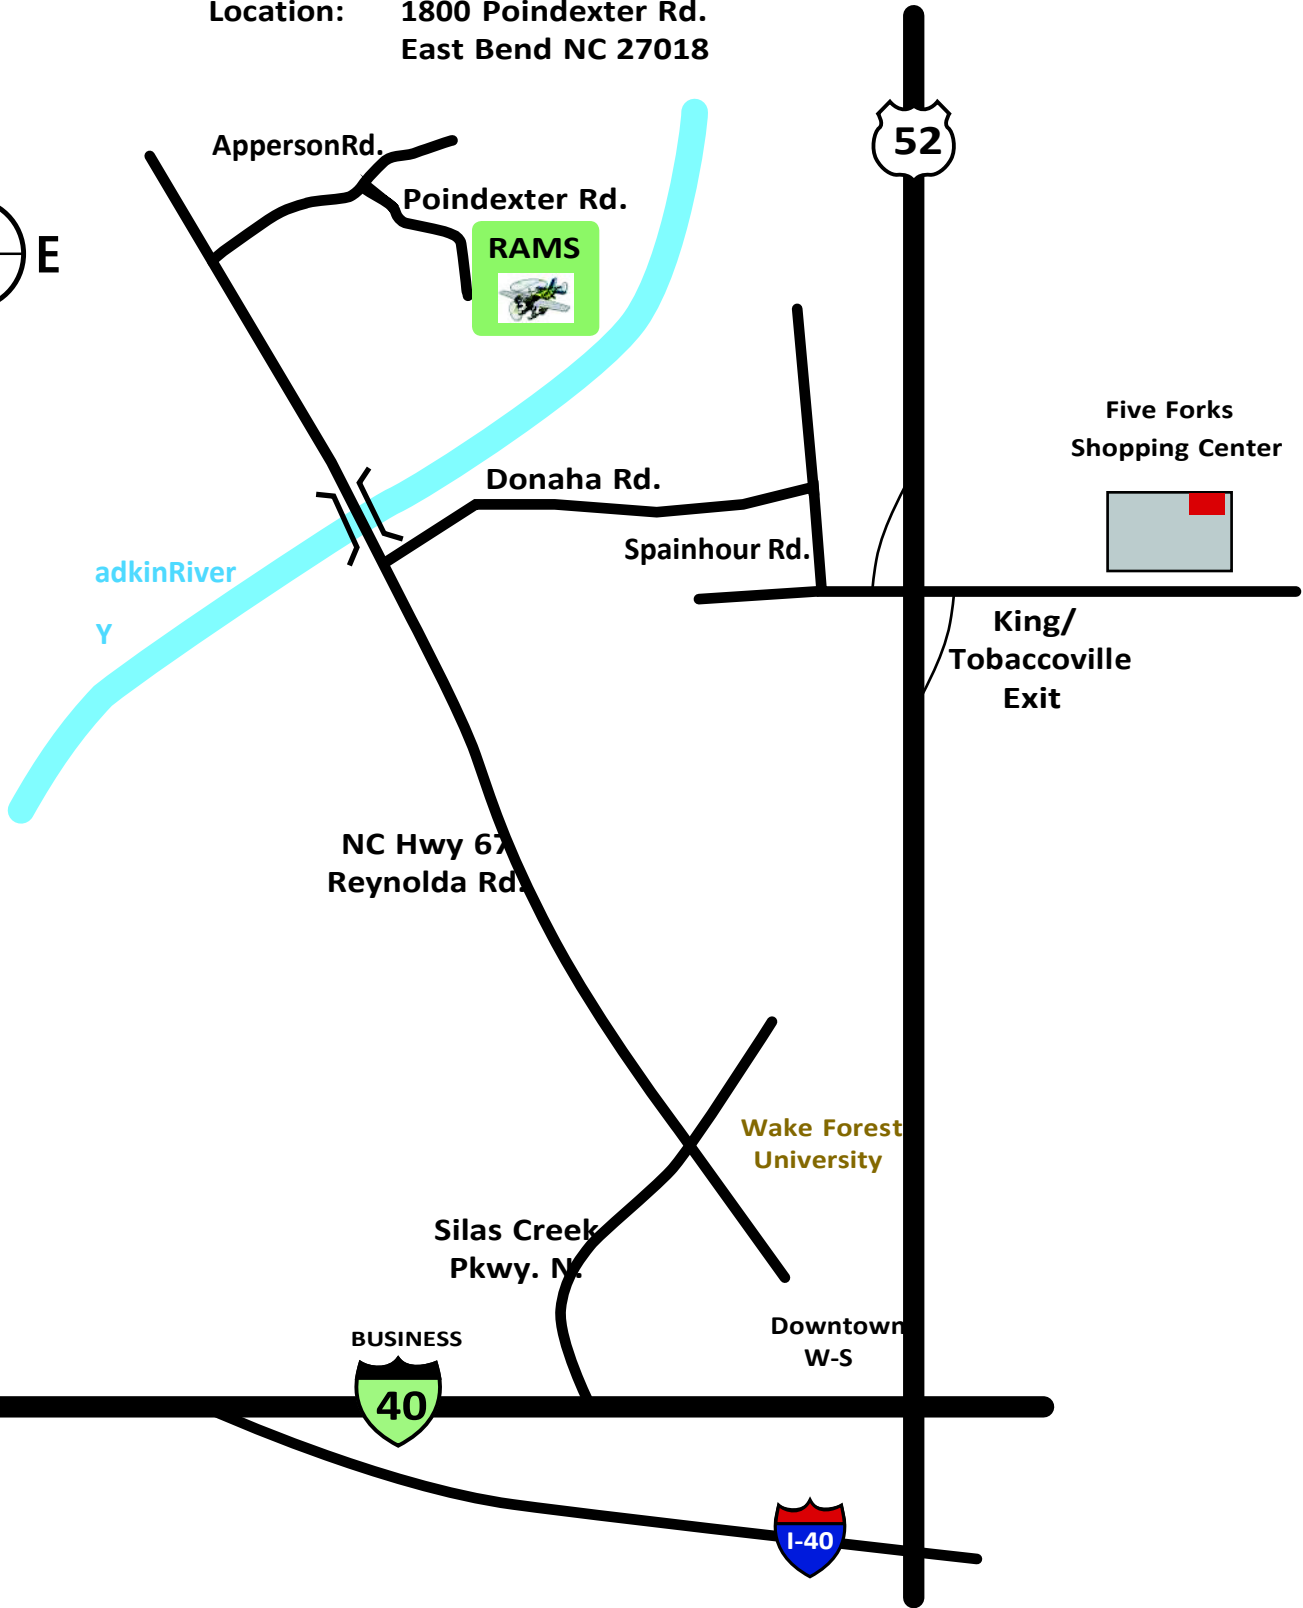 Location: 1800 Poindexter Rd.
East Bend NC 27018
52
AppersonRd.
Poindexter Rd.
RAMS
E
Five Forks
Shopping Center
Donaha Rd.
Spainhour Rd.
adkinRiver
Y
King/
Tobaccoville
Exit
NC Hwy 67
Reynolda Rd.
Wake Forest
University
Silas Creek
Pkwy. N.
Downtown
W-S
BUSINESS
40
I-40